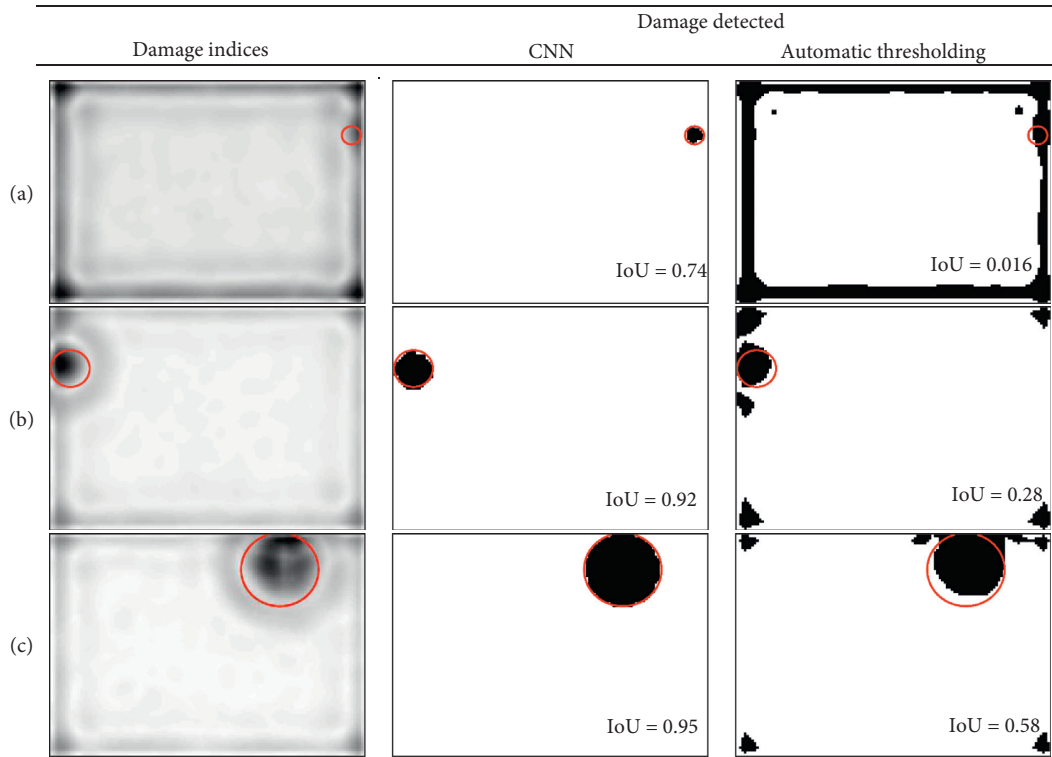 Damage detected
Damage indices CNN Automatic thresholding
(a)
IoU = 0.74 IoU = 0.016
(b)
IoU = 0.92 IoU = 0.28
(c)
IoU = 0.95 IoU = 0.58